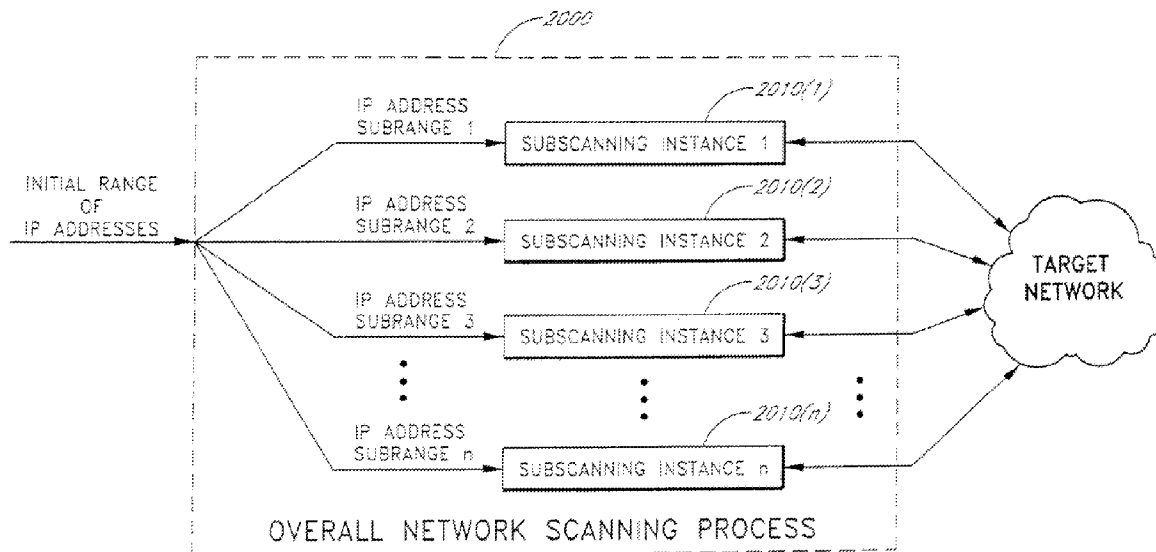 2000
2010(1)
IP ADDRESS
SUBRANGE 1
SUBSCANNING INSTANCE 1
INITIAL RANGE
OF
IP ADDRESSES
2010(2)
IP ADDRESS
SUBRANGE 2
SUBSCANNING INSTANCE 2
TARGET
NETWORK
2010(3)
IP ADDRESS
SUBRANGE 3
SUBSCANNING INSTANCE 3
2010(n)
IP ADDRESS
SUBRANGE n
SUBSCANNING INSTANCE n
OVERALL NETWORK SCANNING PROCESS